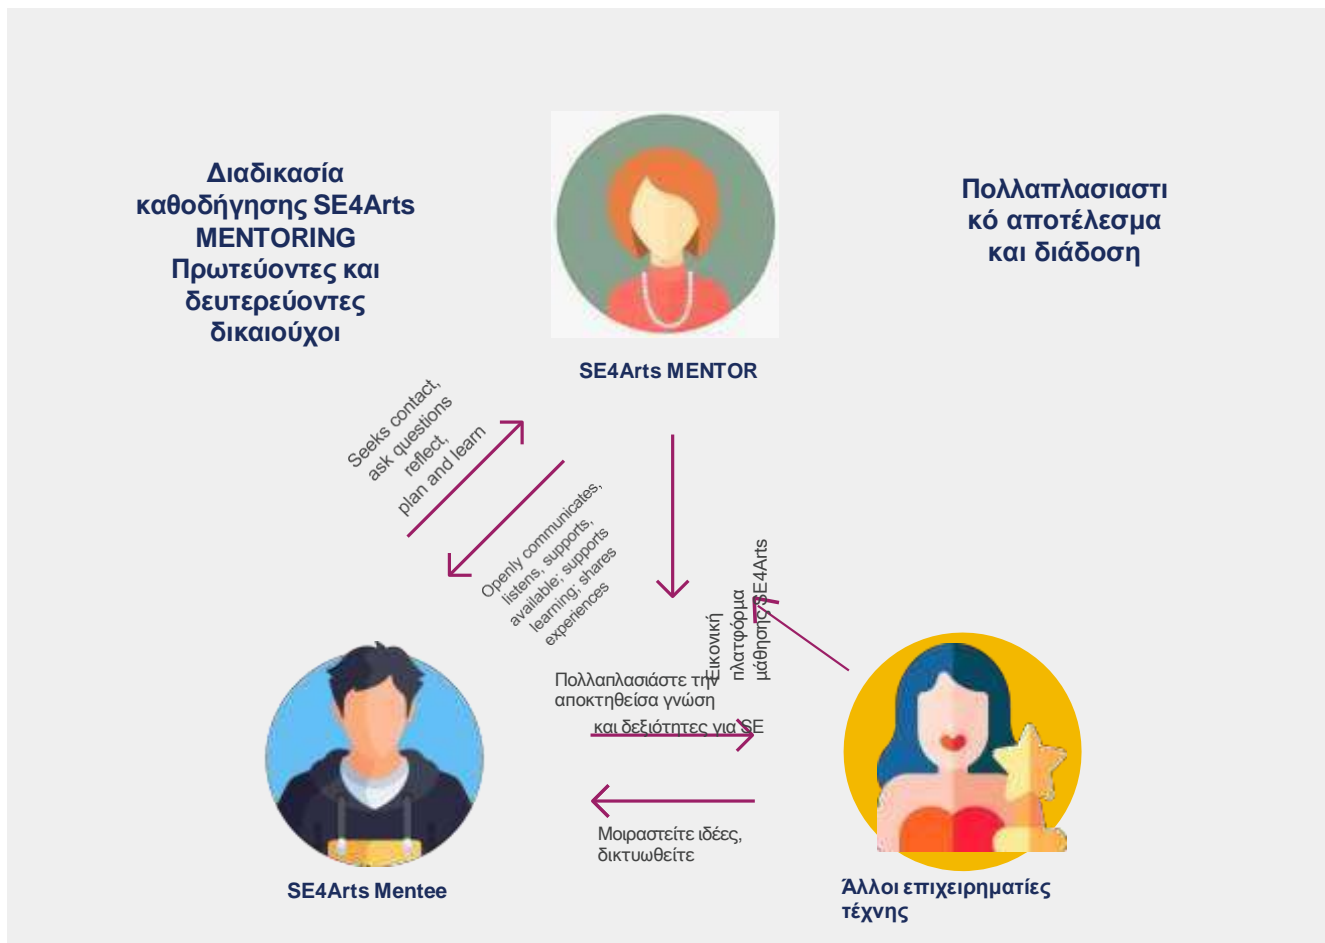 Διαδικασία
καθοδήγησης SE4Arts
MENTORING
Πρωτεύοντες και
δευτερεύοντες
δικαιούχοι
Πολλαπλασιαστι
κό αποτέλεσμα
και διάδοση
SE4Arts MENTOR
Seeks contact,
ask questions
reflect,
plan and learn
Openly communicates,
listens, supports,
available; supports
learning; shares
experiences
Εικονική
πλατφόρμα
μάθησης SE4Arts
Πολλαπλασιάστε την
αποκτηθείσα γνώση
και δεξιότητες για SE
Μοιραστείτε ιδέες,
δικτυωθείτε
SE4Arts Mentee
Άλλοι επιχειρηματίες
τέχνης